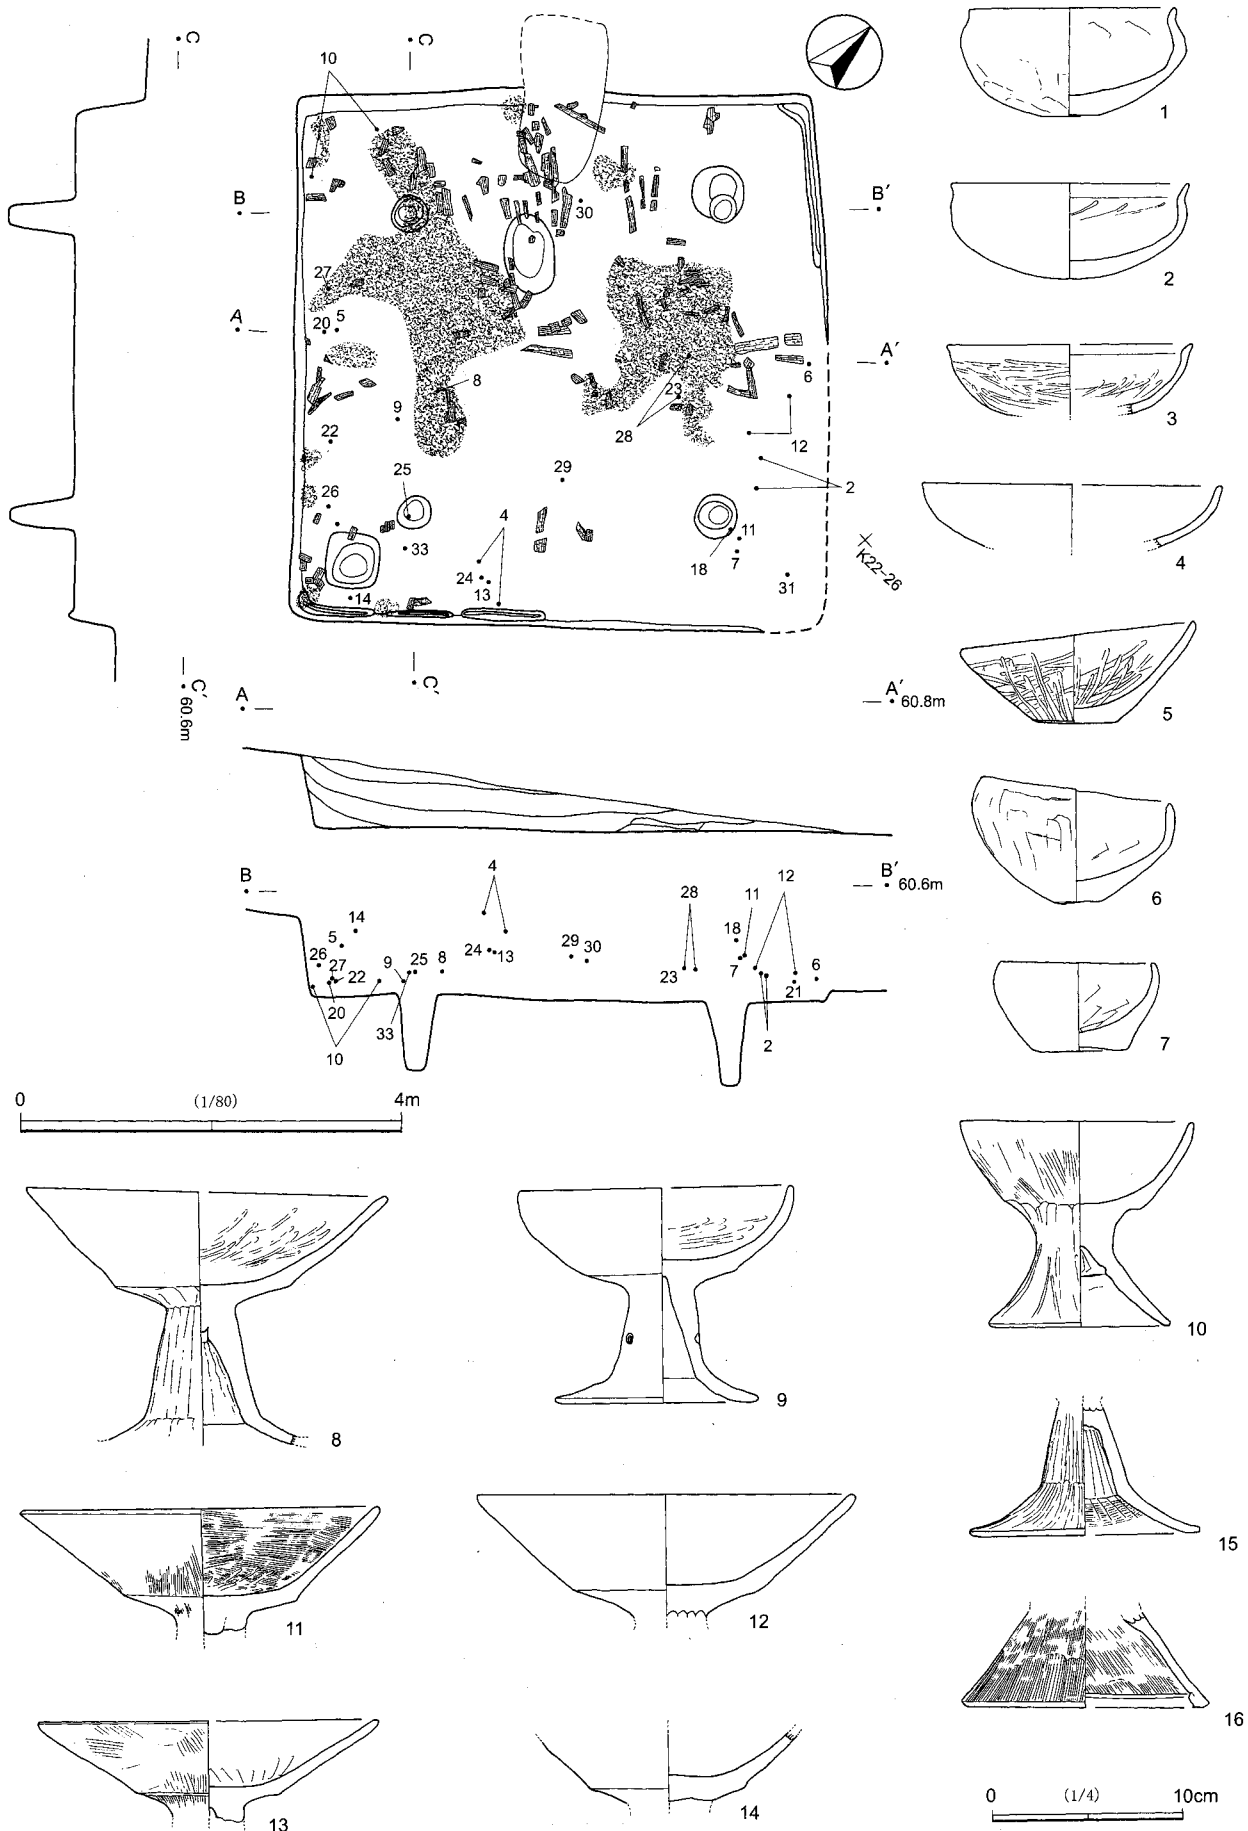 C C
10
1
B B′
30
2
27
A 20 5
A′
8 23 6
3
9
28 12
22
25 29 2
26 4
4
33 11
24 18 7
13 31
14
K22-26
C′ C′
60.6m
A A′ 60.8m
5
B B′ 60.6m
4 28 11 12
14
5 18
26 27 9 25 8 24 13 29 30 23 7 6
20 22 21
33 2
10
6
7
0 (1/80) 4m
8
9
10
11
12
15
13
14
16
0 (1/4) 10cm